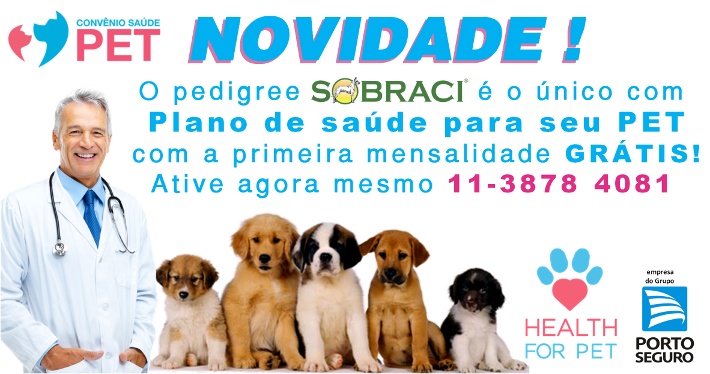 CONVÊNIO SAÚDE
PET
NOVIDADE !
O pedigree SOBRACI® é o único com
Plano de saúde para seu PET
com a primeira mensalidade GRÁTIS!
Ative agora mesmo 11-3878 4081
HEALTH
FOR PET
empresa
do Grupo
PORTO
SEGURO